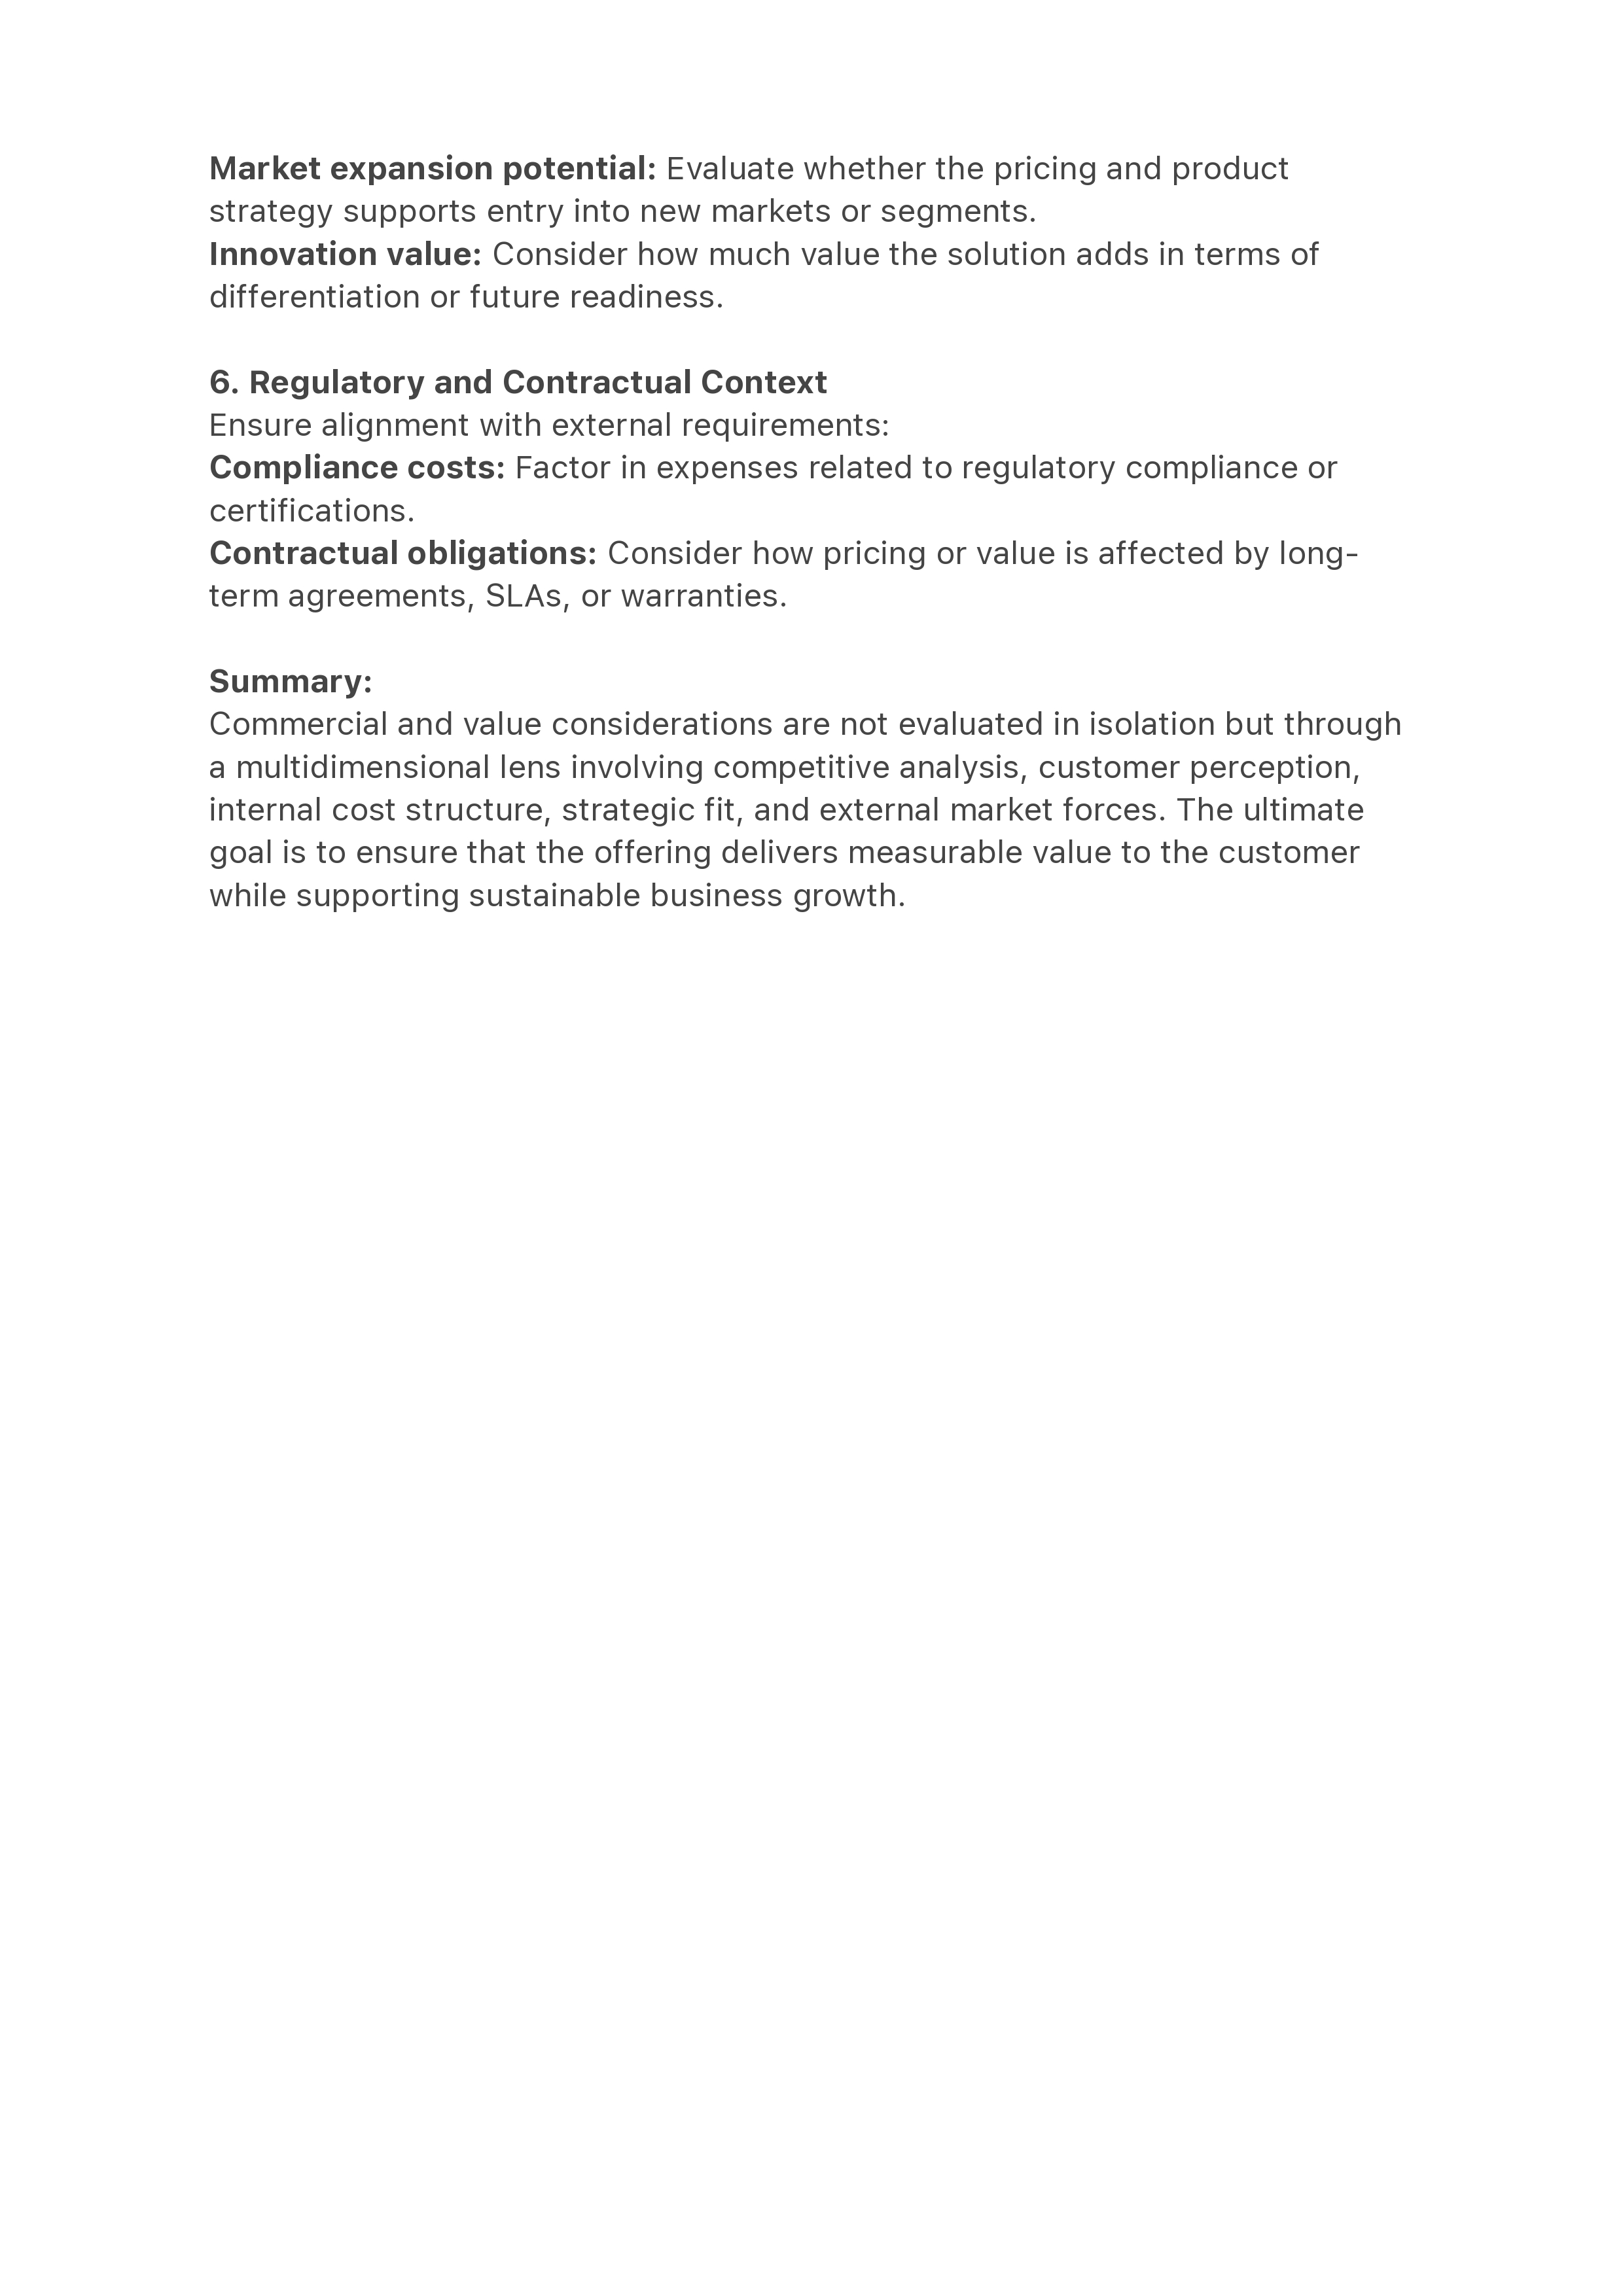 Market expansion potential: Evaluate whether the pricing and product
strategy supports entry into new markets or segments.
Innovation value: Consider how much value the solution adds in terms of
differentiation or future readiness.
6. Regulatory and Contractual Context
Ensure alignment with external requirements:
Compliance costs: Factor in expenses related to regulatory compliance or
certifications.
Contractual obligations: Consider how pricing or value is affected by long-
term agreements, SLAs, or warranties.
Summary:
Commercial and value considerations are not evaluated in isolation but through
a multidimensional lens involving competitive analysis, customer perception,
internal cost structure, strategic fit, and external market forces. The ultimate
goal is to ensure that the offering delivers measurable value to the customer
while supporting sustainable business growth.